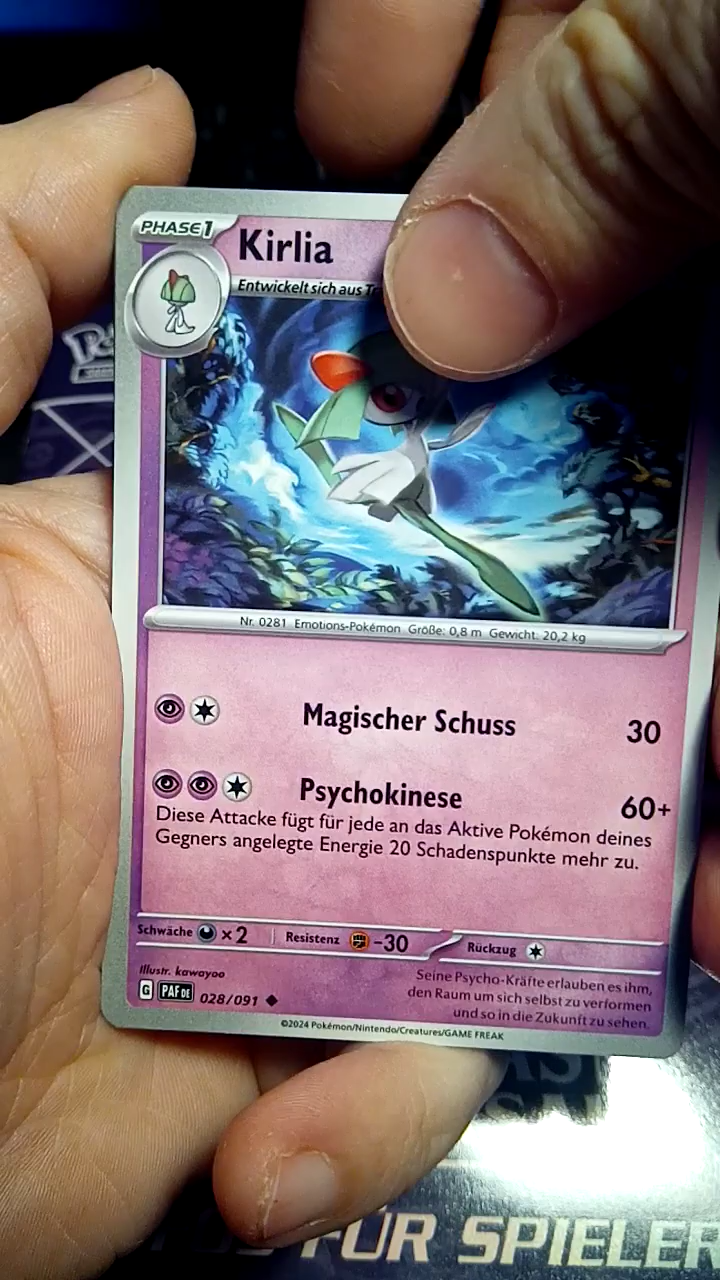 PHASE 1
Kirlia
Entwickelt sich aus
Nr. 0281 Emotions-Pokémon Größe: 0,8 m Gewicht: 20,2 kg
Magischer Schuss 30
Psychokinese 60+
Diese Attacke fügt für jede an das Aktive Pokémon deines
Gegners angelegte Energie 20 Schadenspunkte mehr zu.
Schwäche ×2 Resistenz -30 Rückzug
Illustr. kawayoo
G PAF DE 028/091
Seine Psycho-Kräfte erlauben es ihm,
den Raum um sich selbst zu verformen
und so in die Zukunft zu sehen.
©2024 Pokémon/Nintendo/Creatures/GAME FREAK
FÜR SPIELER